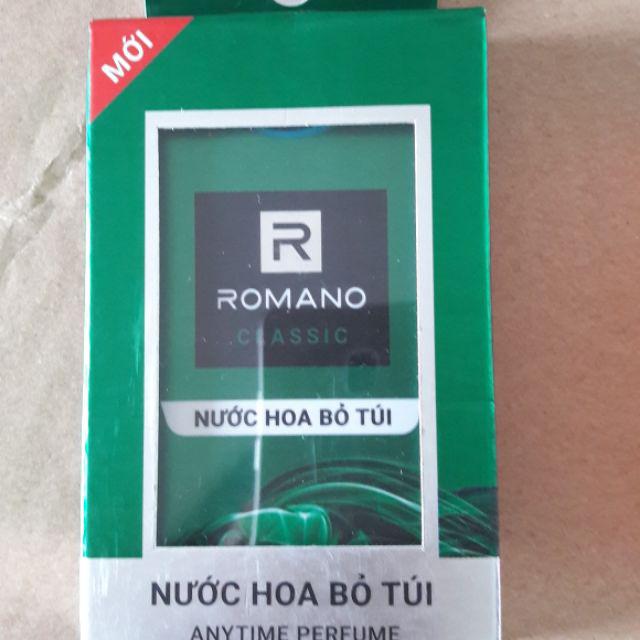 MỚI
R
ROMANO
CLASSIC
NƯỚC HOA BỎ TÚI
NƯỚC HOA BỎ TÚI
ANYTIME PERFUME